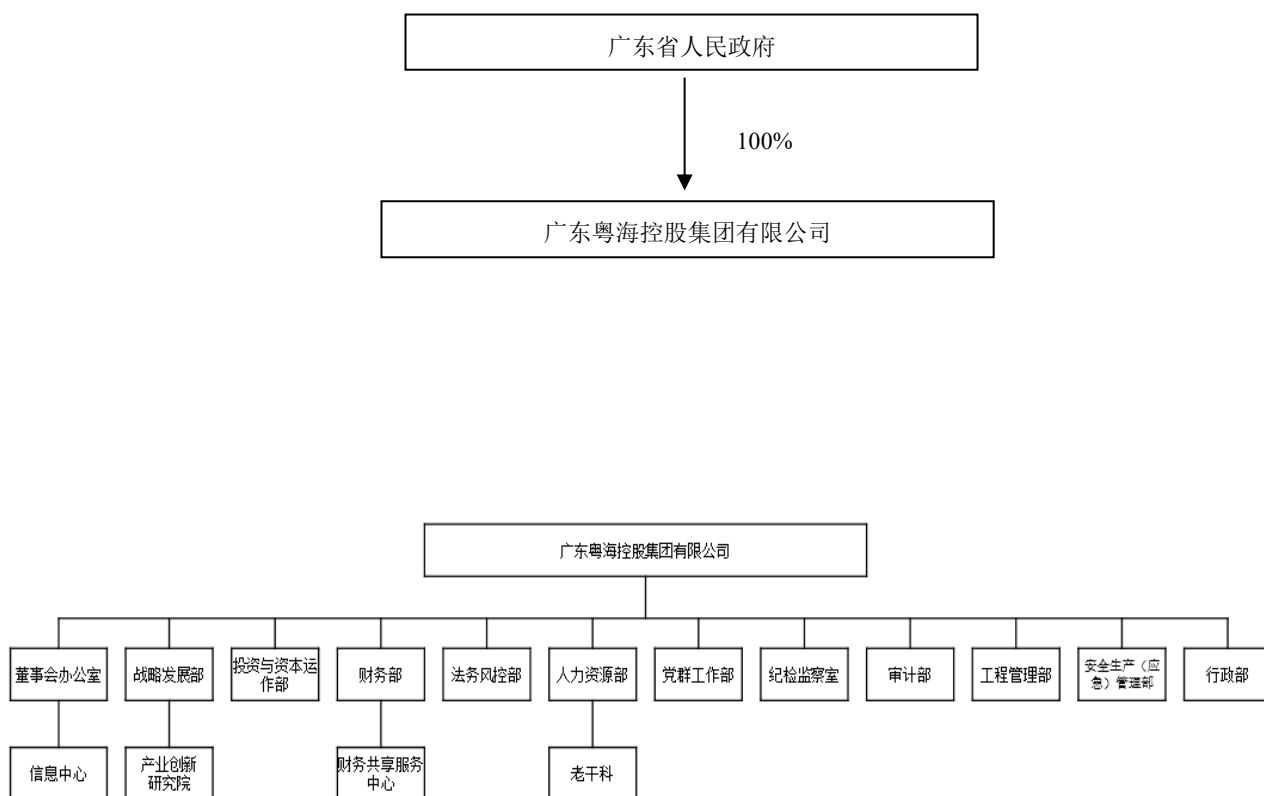 广东省人民政府
100%
广东粤海控股集团有限公司
广东粤海控股集团有限公司
董事会办公室
战略发展部
投资与资本运
作部
财务部
法务风控部
人力资源部
党群工作部
纪检监察室
审计部
工程管理部
安全生产（应
急）管理部
行政部
信息中心
产业创新
研究院
财务共享服务
中心
老干科